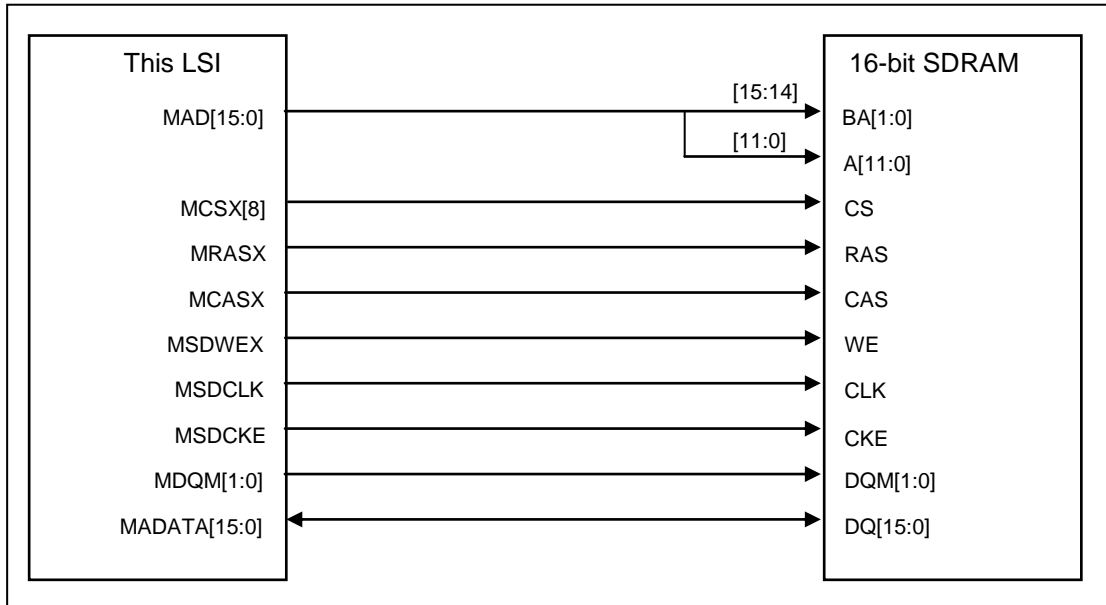 This LSI 16-bit SDRAM
MAD[15:0] [15:14] BA[1:0]
[11:0] A[11:0]
MCSX[8] CS
MRASX RAS
MCASX CAS
MSDWEX WE
MSDCLK CLK
MSDCKE CKE
MDQM[1:0] DQM[1:0]
MADATA[15:0] DQ[15:0]